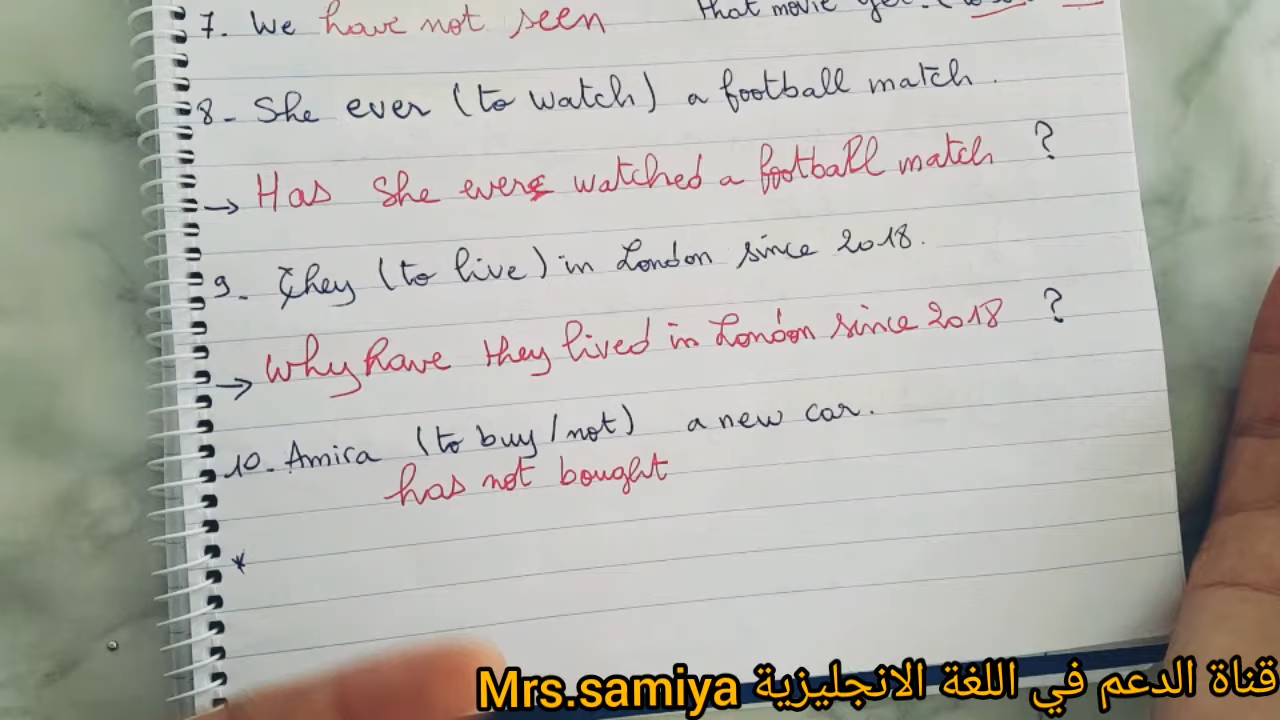 7. We have not seen that movie yet.
8- She ever (to watch) a football match.
→ Has she ever watched a football match ?
9- They (to live) in London since 2018.
→ Why have they lived in London since 2018 ?
10- Amira (to buy / not) a new car.
has not bought
*
Mrs.samiya قناة الدعم في اللغة الانجليزية